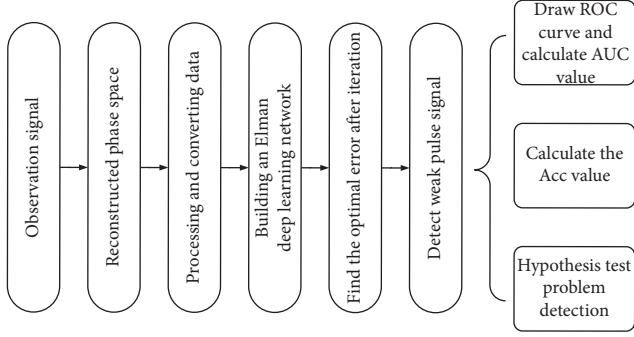 Observation signal
Reconstructed phase space
Processing and converting data
Building an Elman
deep learning network
Find the optimal error after iteration
Detect weak pulse signal
Draw ROC
curve and
calculate AUC
value
Calculate the
Acc value
Hypothesis test
problem
detection